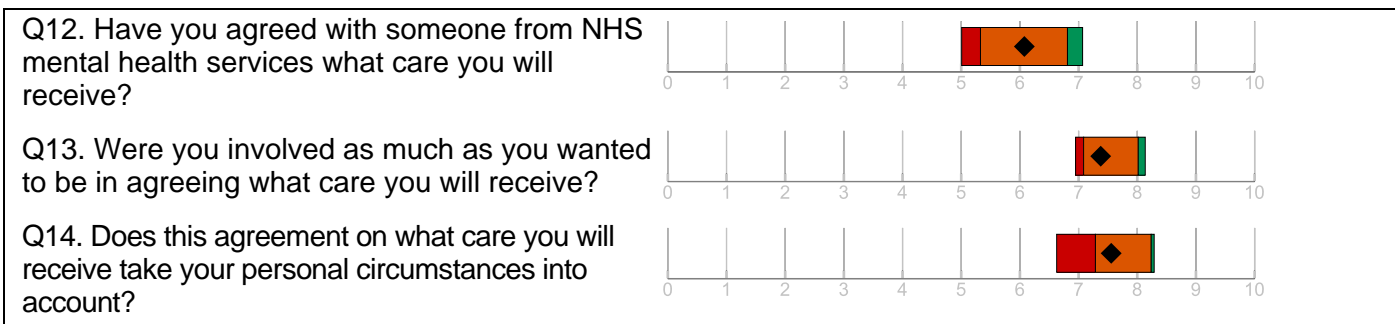 Q12. Have you agreed with someone from NHS
mental health services what care you will
receive?
0 1 2 3 4 5 6 7 8 9 10
Q13. Were you involved as much as you wanted
to be in agreeing what care you will receive?
0 1 2 3 4 5 6 7 8 9 10
Q14. Does this agreement on what care you will
receive take your personal circumstances into
account?
0 1 2 3 4 5 6 7 8 9 10